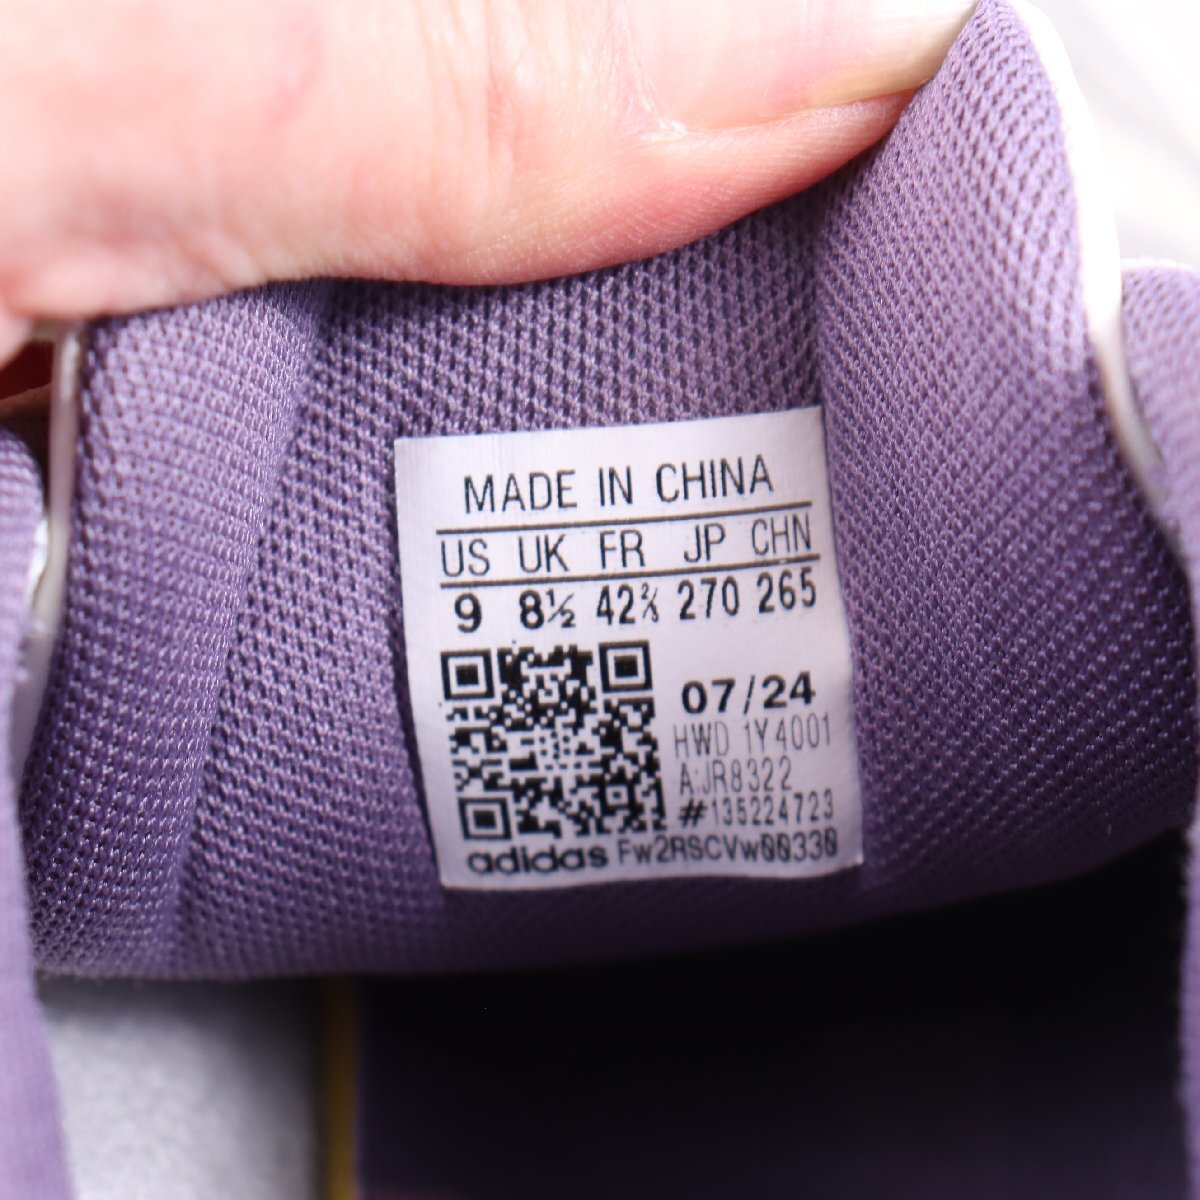 MADE IN CHINA
US UK FR JP CHN
9 8½ 42⅔ 270 265
07/24
HWD 1Y4001
A:JR8322
#135224723
adidas Fw2RSCVw00330